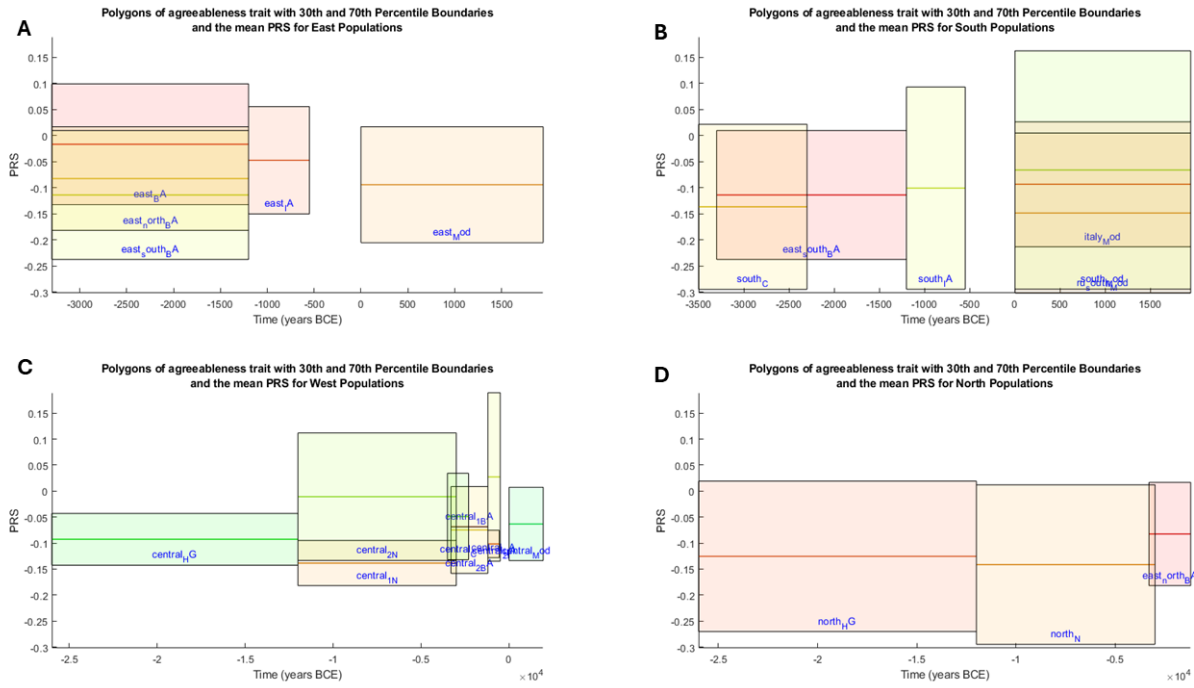 A
Polygons of agreeableness trait with 30th and 70th Percentile Boundaries
and the mean PRS for East Populations
PRS
0.15
0.1
0.05
0
-0.05
-0.1
-0.15
-0.2
-0.25
-0.3
east_BA
east_north_BA
east_south_BA
east_IA
east_Mod
-3000 -2500 -2000 -1500 -1000 -500 0 500 1000 1500
Time (years BCE)
B
Polygons of agreeableness trait with 30th and 70th Percentile Boundaries
and the mean PRS for South Populations
PRS
0.15
0.1
0.05
0
-0.05
-0.1
-0.15
-0.2
-0.25
-0.3
east_south_BA
south_C
south_IA
italy_Mod
-3500 -3000 -2500 -2000 -1500 -1000 -500 0 500 1000 1500
Time (years BCE)
C
Polygons of agreeableness trait with 30th and 70th Percentile Boundaries
and the mean PRS for West Populations
PRS
0.15
0.1
0.05
0
-0.05
-0.1
-0.15
-0.2
-0.25
-0.3
central_HG
central_2N
central_1N
central_1BA
central_2BA
-2.5 -2 -1.5 -1 -0.5 0
×10^4
Time (years BCE)
D
Polygons of agreeableness trait with 30th and 70th Percentile Boundaries
and the mean PRS for North Populations
PRS
0.15
0.1
0.05
0
-0.05
-0.1
-0.15
-0.2
-0.25
-0.3
north_HG
north_N
east_north_BA
-2.5 -2 -1.5 -1 -0.5
×10^4
Time (years BCE)